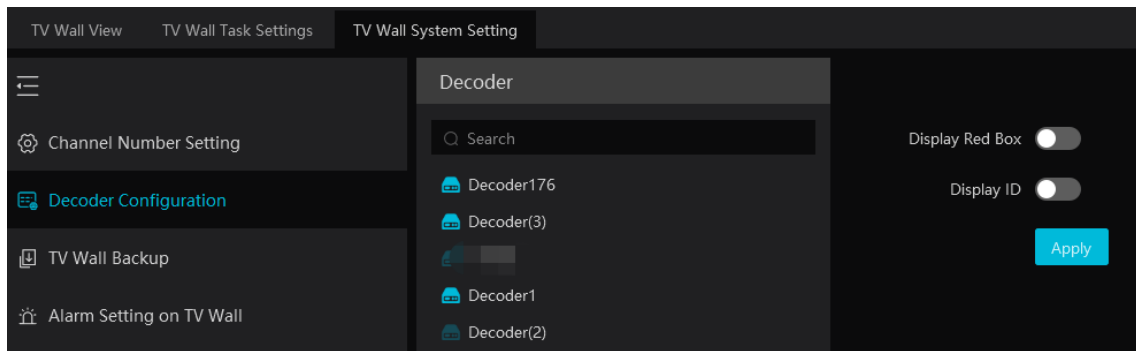 TV Wall View TV Wall Task Settings TV Wall System Setting
Channel Number Setting
Decoder Configuration
TV Wall Backup
Alarm Setting on TV Wall
Decoder
Search
Decoder176
Decoder(3)
Decoder1
Decoder(2)
Display Red Box
Display ID
Apply